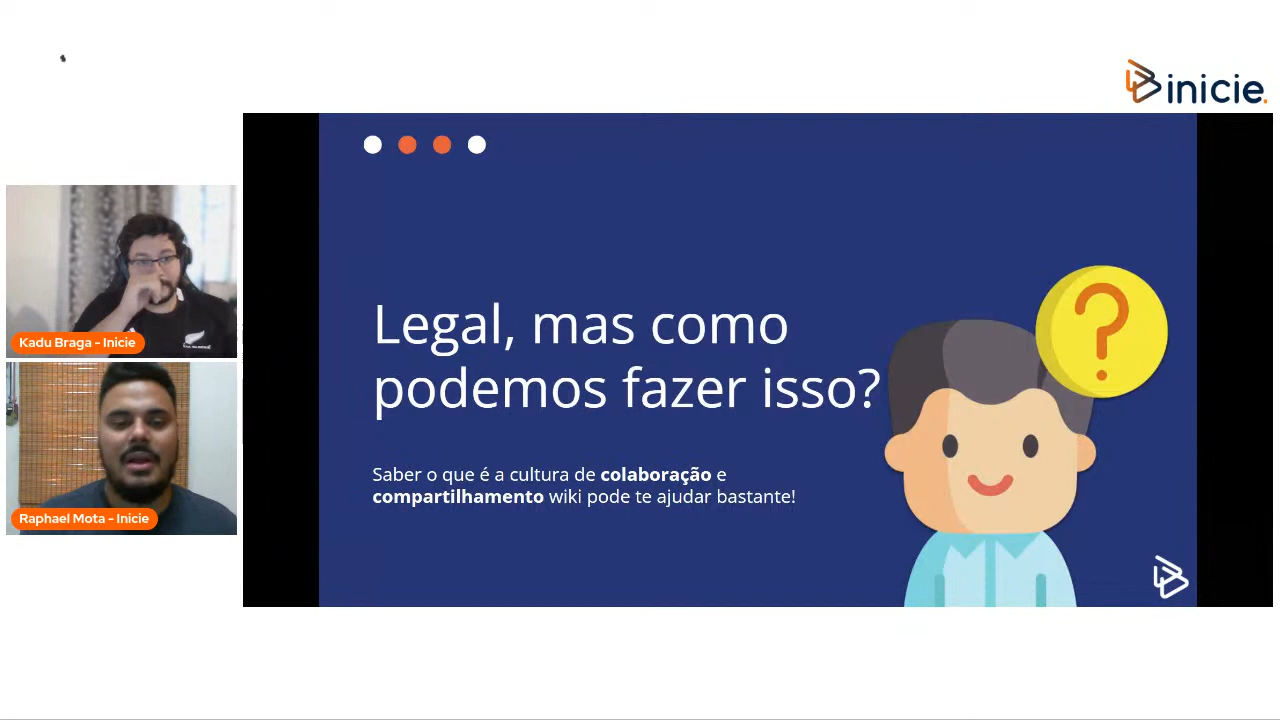 inicie.
Legal, mas como
podemos fazer isso?
Saber o que é a cultura de colaboração e
compartilhamento wiki pode te ajudar bastante!
Kadu Braga - Inicie
Raphael Mota - Inicie